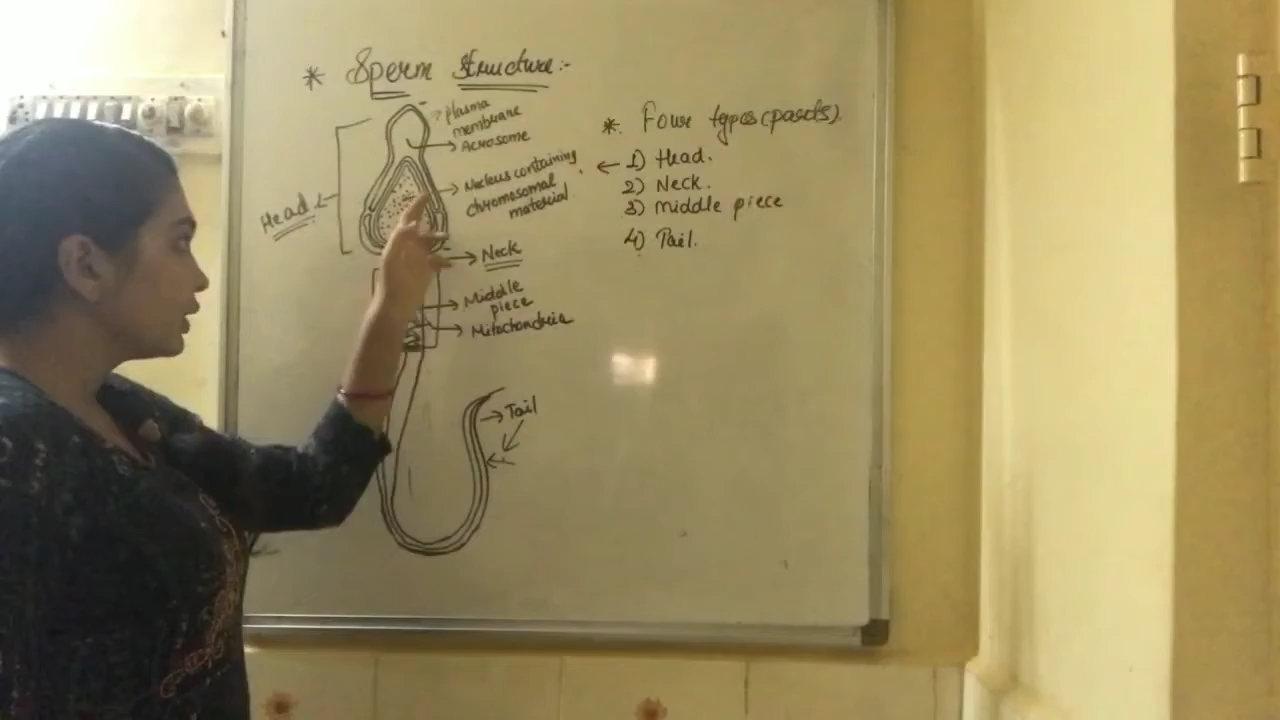 * Sperm Structure:-
plasma
membrane
Acrosome
Nucleus containing
chromosomal
material
Head
Neck
Middle
piece
Mitochondria
Tail
*. Four types (parts)
1) Head.
2) Neck.
3) Middle piece
4) Tail.